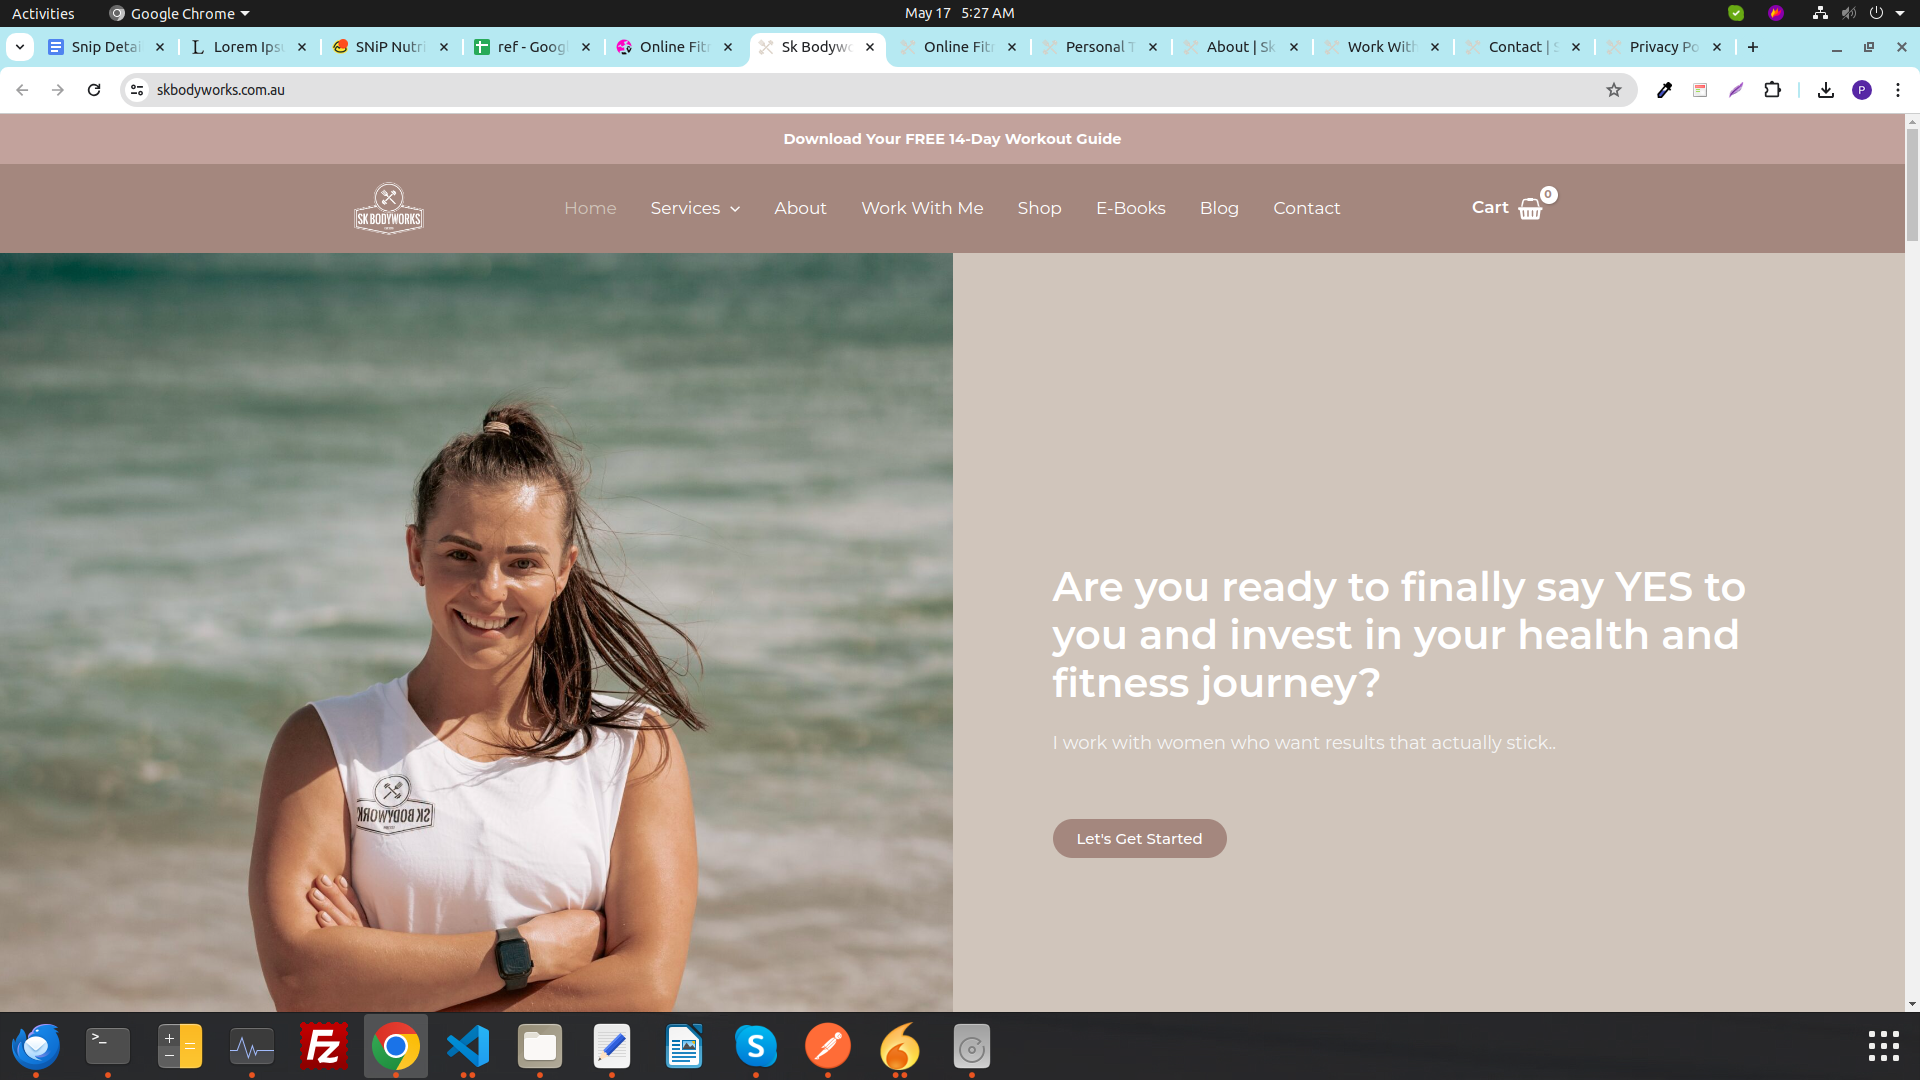 Activities
Google Chrome
May 17 5:27 AM
Snip Detai
Lorem Ips
SNiP Nutri
ref - Googl
Online Fitn
Sk Bodywo
Online Fitn
Personal T
About | Sk
Work With
Contact | S
Privacy Po
skbodyworks.com.au
P
Download Your FREE 14-Day Workout Guide
SK BODYWORKS
Home
Services
About
Work With Me
Shop
E-Books
Blog
Contact
Cart
0
Are you ready to finally say YES to
you and invest in your health and
fitness journey?
I work with women who want results that actually stick..
Let's Get Started
SK BODYWORK